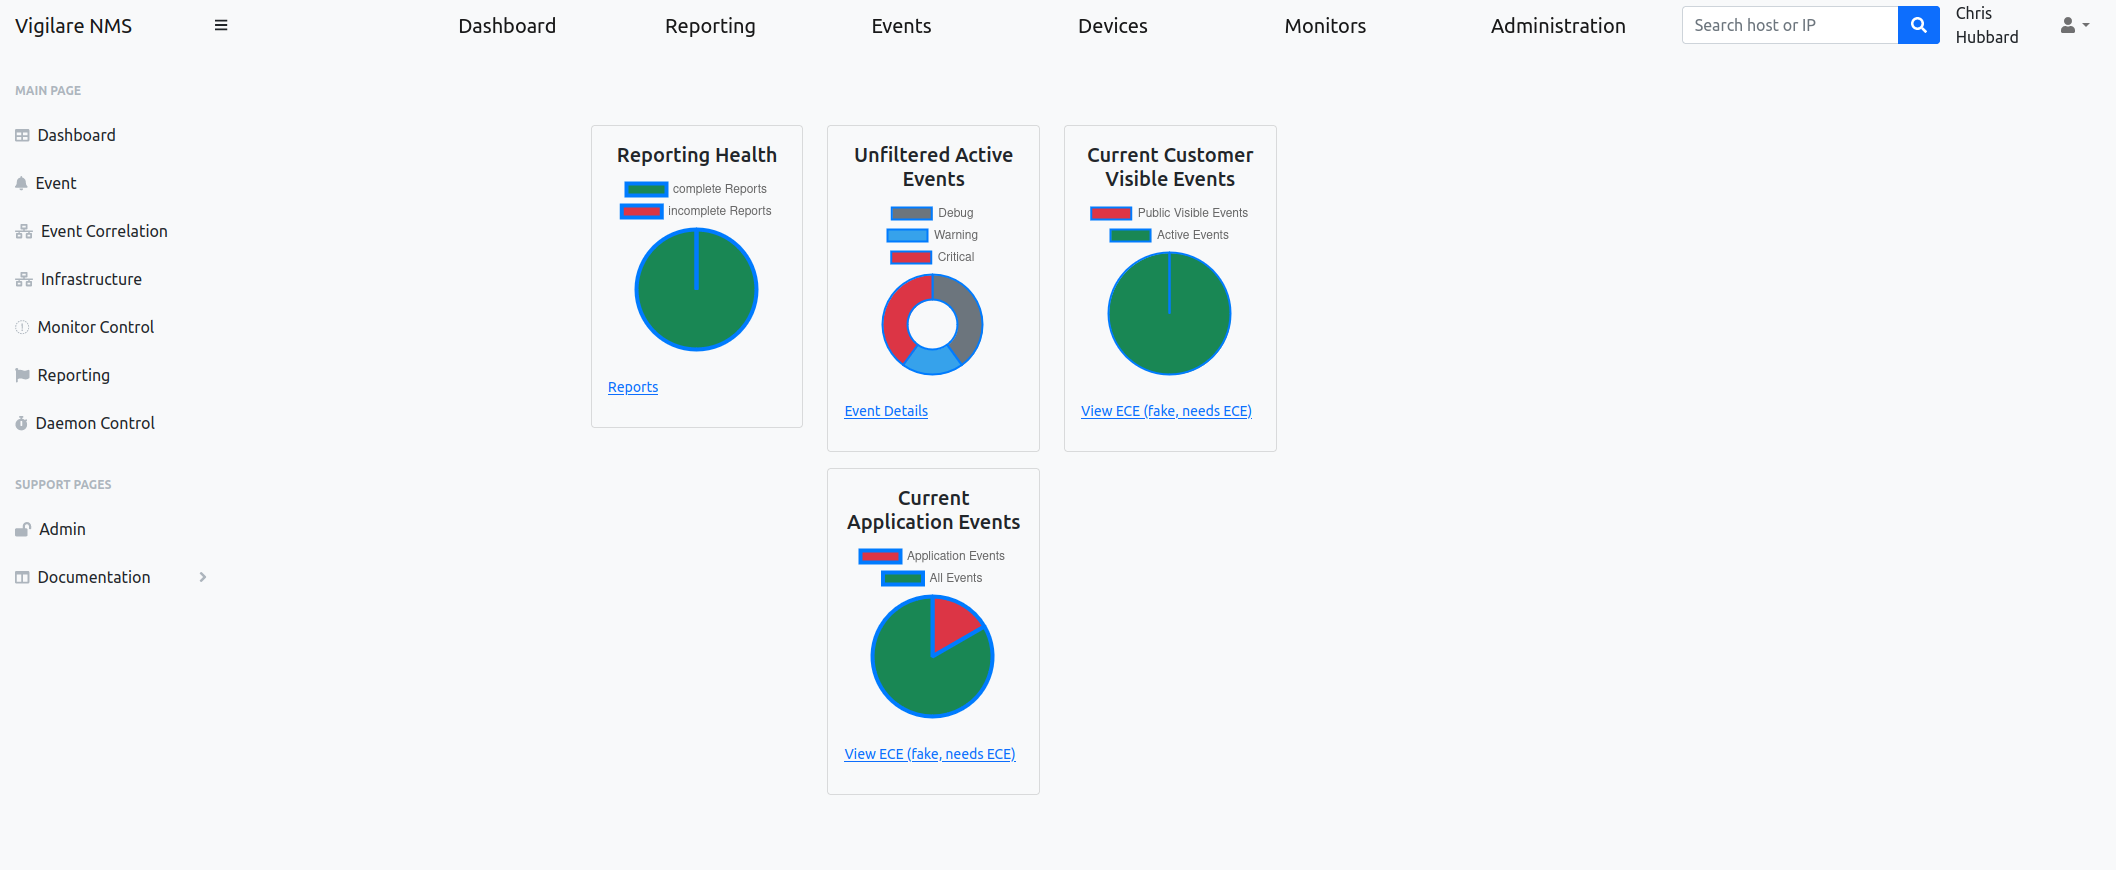 Vigilare NMS
Dashboard
Reporting
Events
Devices
Monitors
Administration
Search host or IP
Chris
Hubbard
MAIN PAGE
Dashboard
Event
Event Correlation
Infrastructure
Monitor Control
Reporting
Daemon Control
SUPPORT PAGES
Admin
Documentation
Reporting Health
complete Reports
incomplete Reports
Reports
Unfiltered Active
Events
Debug
Warning
Critical
Event Details
Current Customer
Visible Events
Public Visible Events
Active Events
View ECE (fake, needs ECE)
Current
Application Events
Application Events
All Events
View ECE (fake, needs ECE)